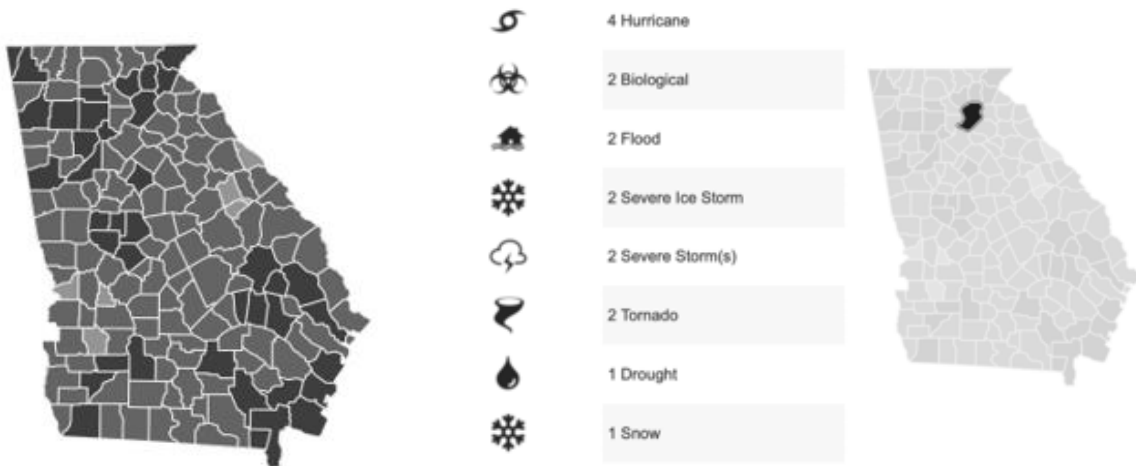 4 Hurricane
2 Biological
2 Flood
2 Severe Ice Storm
2 Severe Storm(s)
2 Tornado
1 Drought
1 Snow